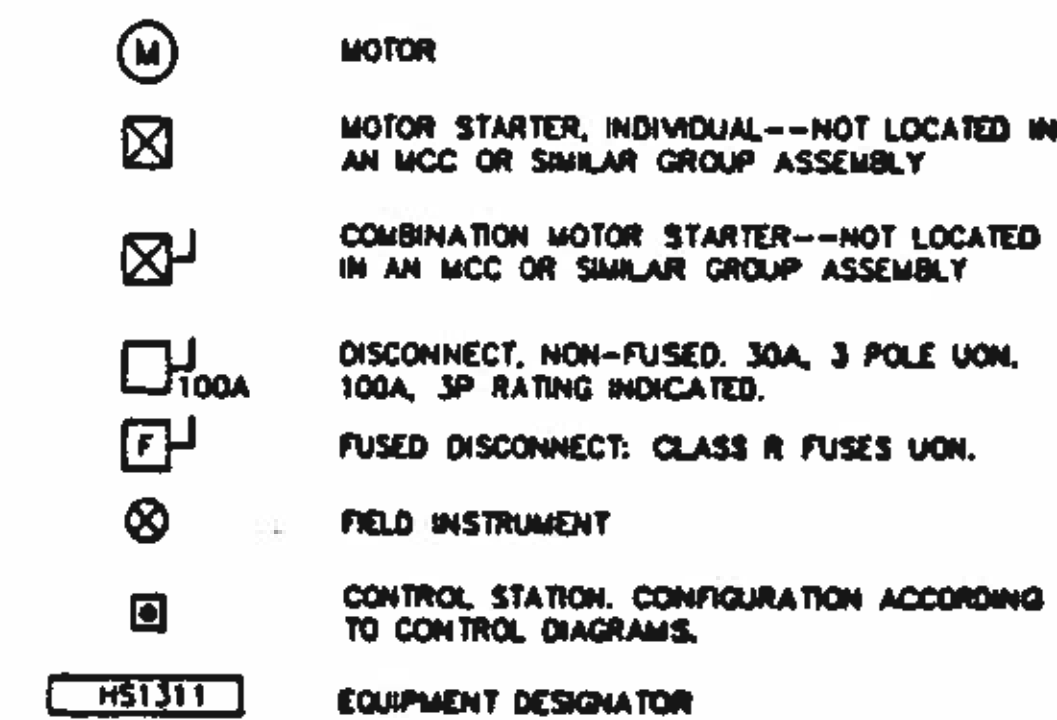 M MOTOR
MOTOR STARTER, INDIVIDUAL--NOT LOCATED IN
AN MCC OR SIMILAR GROUP ASSEMBLY
COMBINATION MOTOR STARTER--NOT LOCATED
IN AN MCC OR SIMILAR GROUP ASSEMBLY
DISCONNECT, NON-FUSED. 30A, 3 POLE UON.
100A 100A, 3P RATING INDICATED.
F FUSED DISCONNECT: CLASS R FUSES UON.
FIELD INSTRUMENT
CONTROL STATION. CONFIGURATION ACCORDING
TO CONTROL DIAGRAMS.
HS1311 EQUIPMENT DESIGNATOR